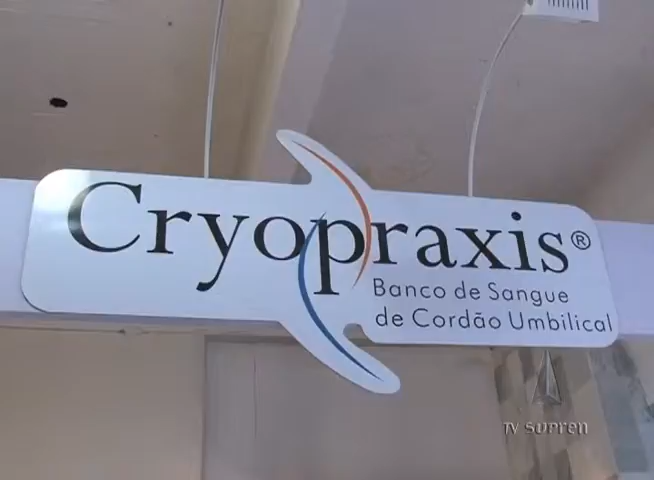 Cryopraxis®
Banco de Sangue
de Cordão Umbilical
TV SUPREN